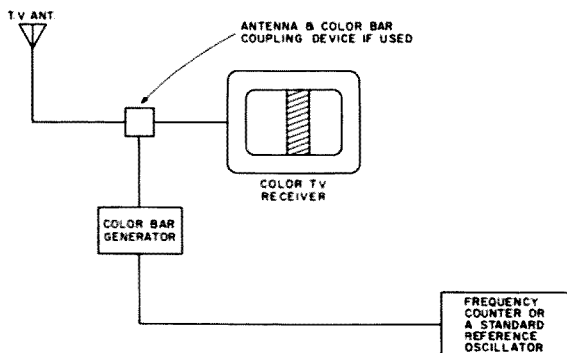 T.V. ANT.
ANTENNA & COLOR BAR
COUPLING DEVICE IF USED
COLOR TV
RECEIVER
COLOR BAR
GENERATOR
FREQUENCY
COUNTER OR
A STANDARD
REFERENCE
OSCILLATOR